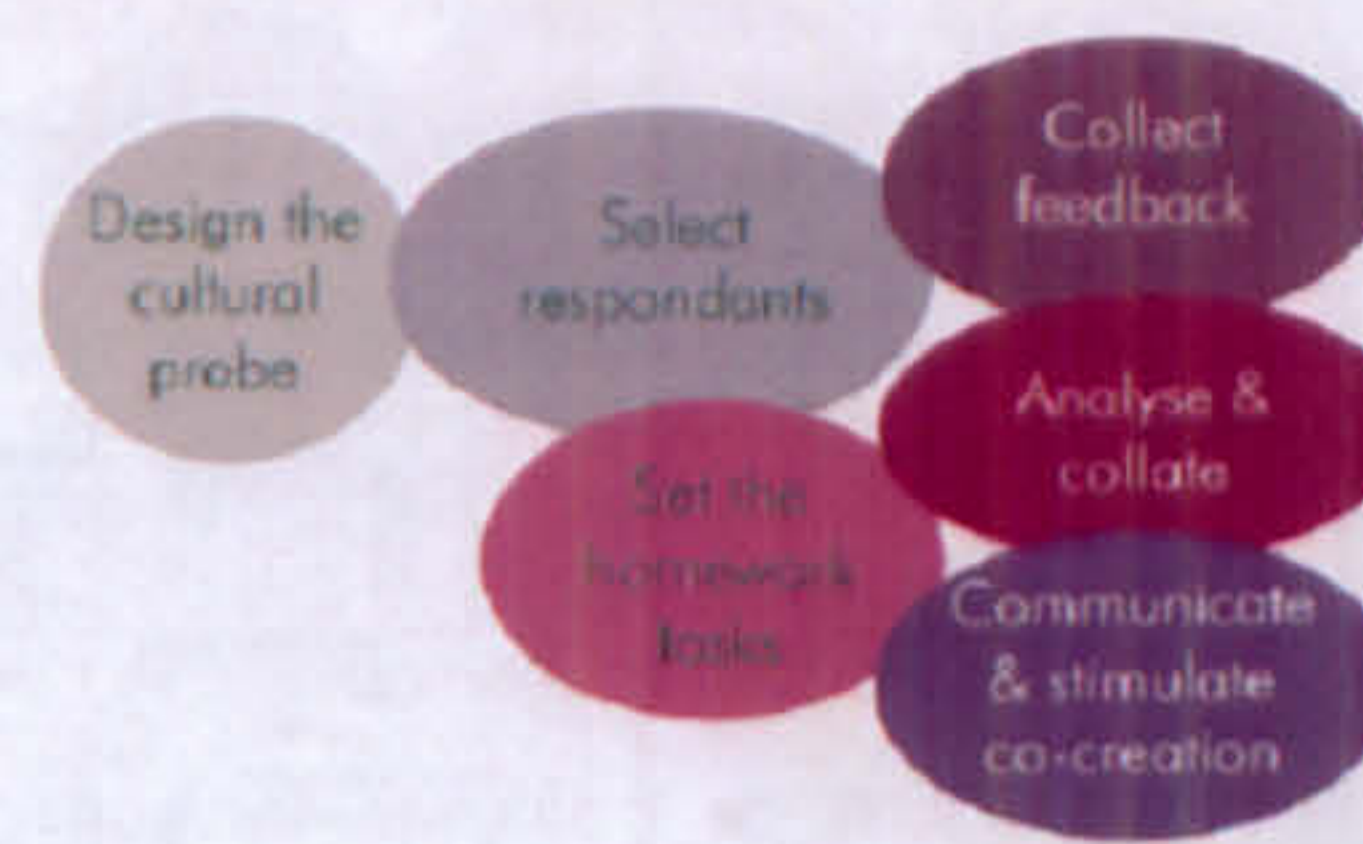 Design the
cultural
probe
Select
respondants
Set the
homework
tasks
Collect
feedback
Analyse &
collate
Communicate
& stimulate
co-creation